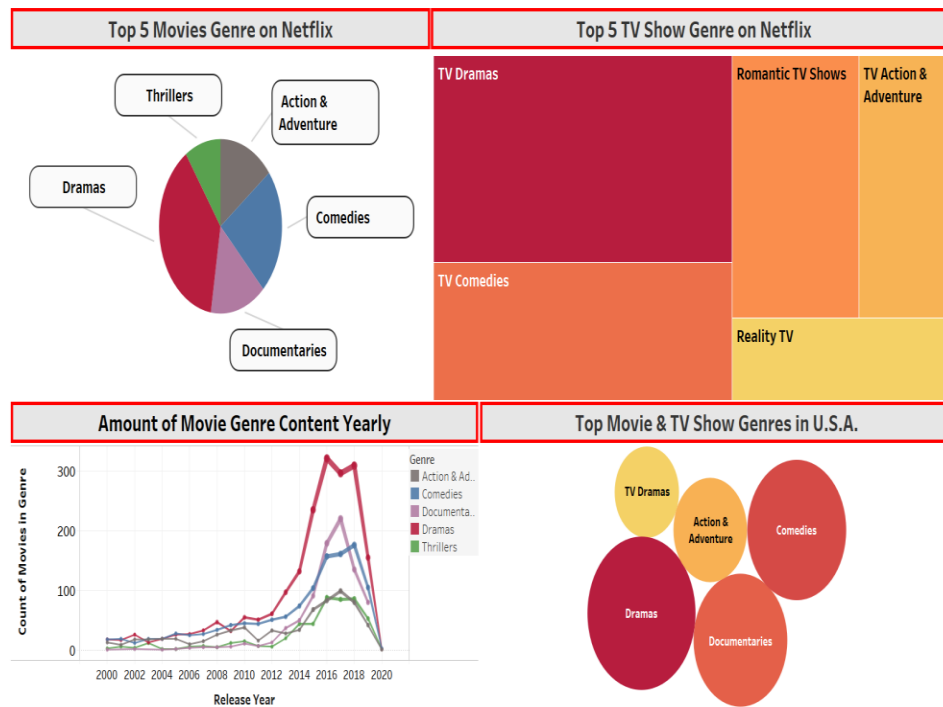 Top 5 Movies Genre on Netflix
Top 5 TV Show Genre on Netflix
Thrillers
Action &
Adventure
Dramas
Comedies
Documentaries
TV Dramas
Romantic TV Shows
TV Action &
Adventure
TV Comedies
Reality TV
Amount of Movie Genre Content Yearly
Count of Movies in Genre
300
200
100
0
2000 2002 2004 2006 2008 2010 2012 2014 2016 2018 2020
Release Year
Genre
Action & Ad..
Comedies
Documenta..
Dramas
Thrillers
Top Movie & TV Show Genres in U.S.A.
TV Dramas
Action &
Adventure
Comedies
Dramas
Documentaries